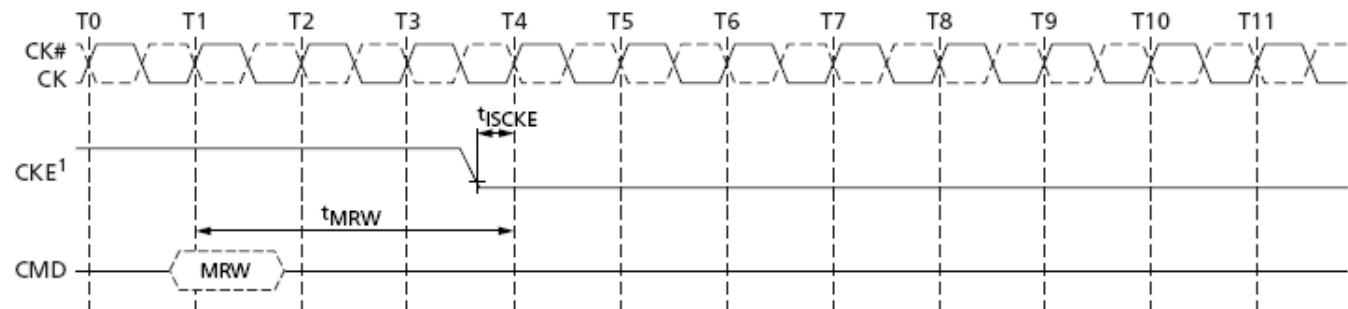 T0 T1 T2 T3 T4 T5 T6 T7 T8 T9 T10 T11
CK#
CK
tISCKE
CKE1
tMRW
CMD MRW